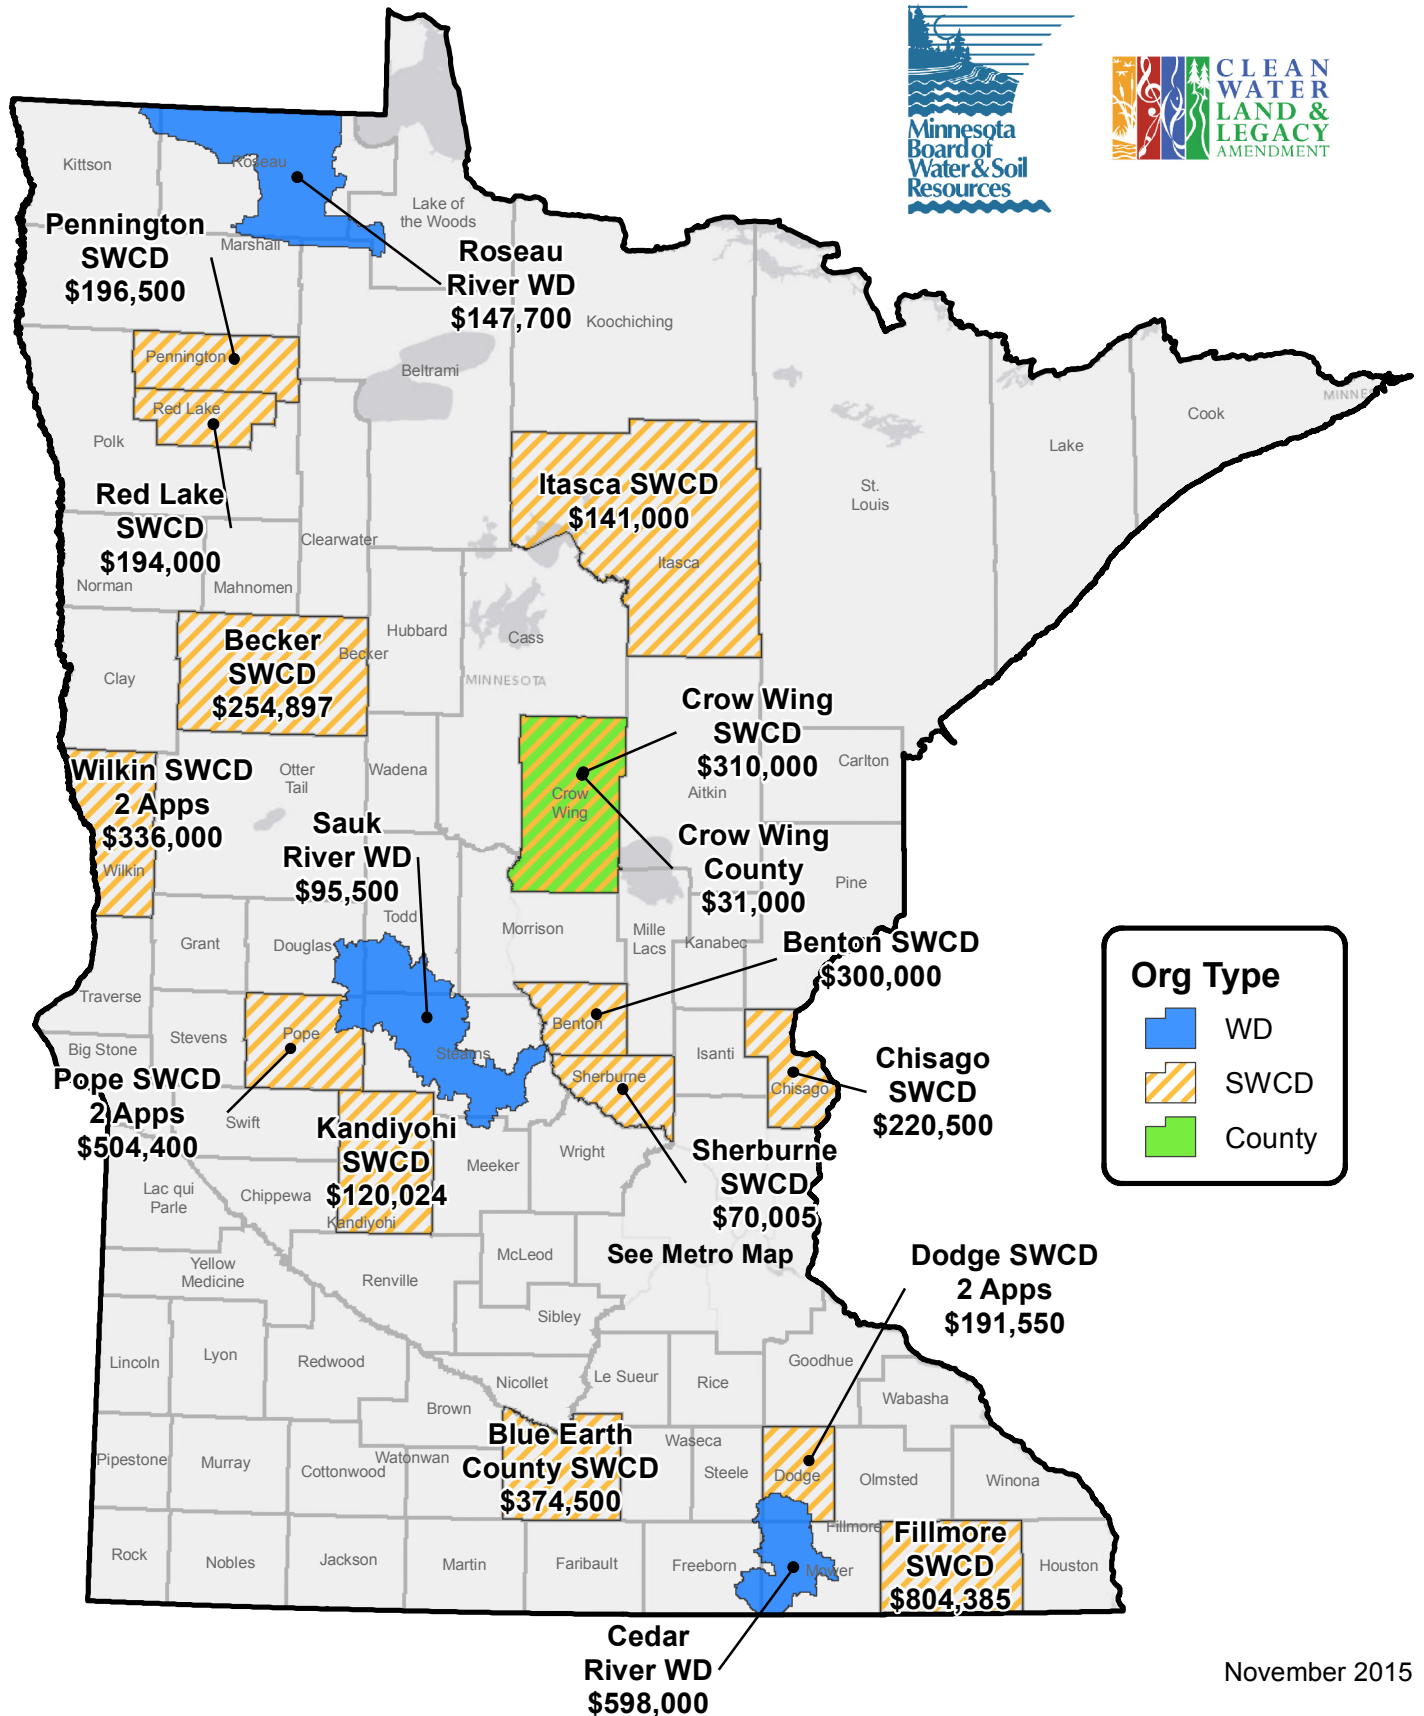 Minnesota
Board of
Water & Soil
Resources
CLEAN
WATER
LAND &
LEGACY
AMENDMENT
Kittson
Roseau
Lake of
the Woods
Pennington
SWCD
$196,500
Marshall
Roseau
River WD
$147,700
Koochiching
Pennington
Beltrami
Red Lake
Polk
MINNES
Cook
Lake
St.
Louis
Itasca SWCD
$141,000
Itasca
Red Lake
SWCD
$194,000
Clearwater
Norman
Mahnomen
Hubbard
Cass
Becker
SWCD
$254,897
Becker
Clay
MINNESOTA
Crow Wing
SWCD
$310,000
Carlton
Wilkin SWCD
2 Apps
$336,000
Wilkin
Otter
Tail
Wadena
Crow
Wing
Aitkin
Sauk
River WD
$95,500
Crow Wing
County
$31,000
Pine
Todd
Morrison
Mille
Lacs
Kanabec
Grant
Douglas
Benton SWCD
$300,000
Org Type
WD
SWCD
County
Traverse
Stevens
Pope
Big Stone
Stearns
Benton
Isanti
Sherburne
Chisago
Chisago
SWCD
$220,500
Pope SWCD
2 Apps
$504,400
Swift
Kandiyohi
SWCD
$120,024
Kandiyohi
Meeker
Wright
Sherburne
SWCD
$70,005
Lac qui
Parle
Chippewa
See Metro Map
Yellow
Medicine
Renville
McLeod
Sibley
Dodge SWCD
2 Apps
$191,550
Lincoln
Lyon
Redwood
Nicollet
Le Sueur
Rice
Goodhue
Wabasha
Brown
Blue Earth
County SWCD
$374,500
Waseca
Steele
Dodge
Olmsted
Winona
Pipestone
Murray
Cottonwood
Watonwan
Rock
Nobles
Jackson
Martin
Faribault
Freeborn
Mower
Fillmore
Fillmore
SWCD
$804,385
Houston
Cedar
River WD
$598,000
November 2015